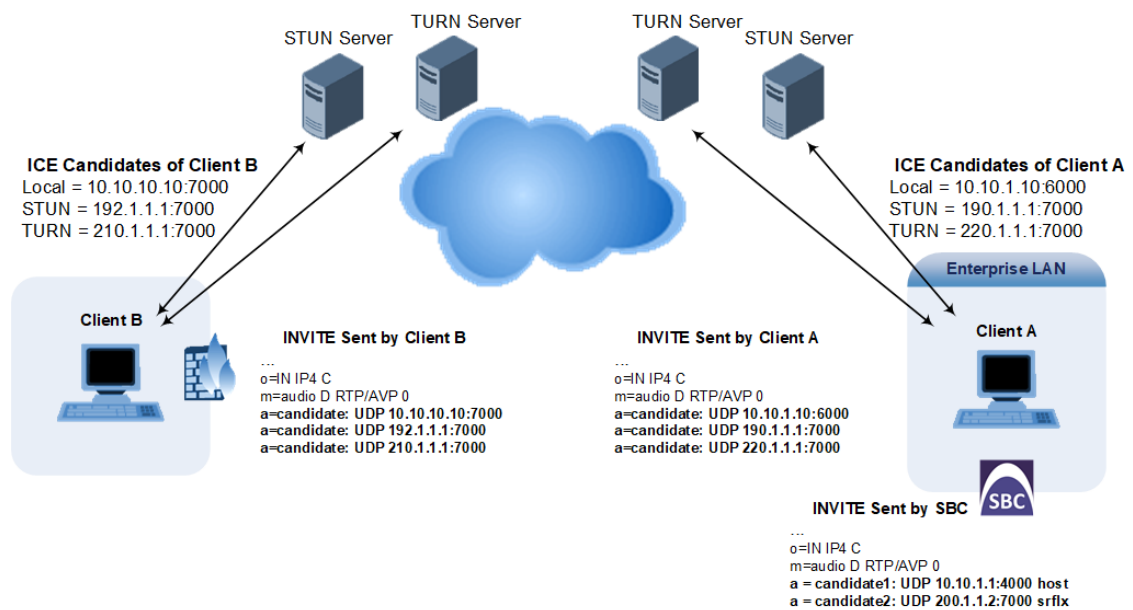 TURN Server
STUN Server
TURN Server
STUN Server
ICE Candidates of Client B
Local = 10.10.10.10:7000
STUN = 192.1.1.1:7000
TURN = 210.1.1.1:7000
ICE Candidates of Client A
Local = 10.10.1.10:6000
STUN = 190.1.1.1:7000
TURN = 220.1.1.1:7000
Enterprise LAN
Client B
Client A
INVITE Sent by Client B
...
o=IN IP4 C
m=audio D RTP/AVP 0
a=candidate: UDP 10.10.10.10:7000
a=candidate: UDP 192.1.1.1:7000
a=candidate: UDP 210.1.1.1:7000
INVITE Sent by Client A
...
o=IN IP4 C
m=audio D RTP/AVP 0
a=candidate: UDP 10.10.1.10:6000
a=candidate: UDP 190.1.1.1:7000
a=candidate: UDP 220.1.1.1:7000
SBC
INVITE Sent by SBC
...
o=IN IP4 C
m=audio D RTP/AVP 0
a = candidate1: UDP 10.10.1.1:4000 host
a = candidate2: UDP 200.1.1.2:7000 srflx